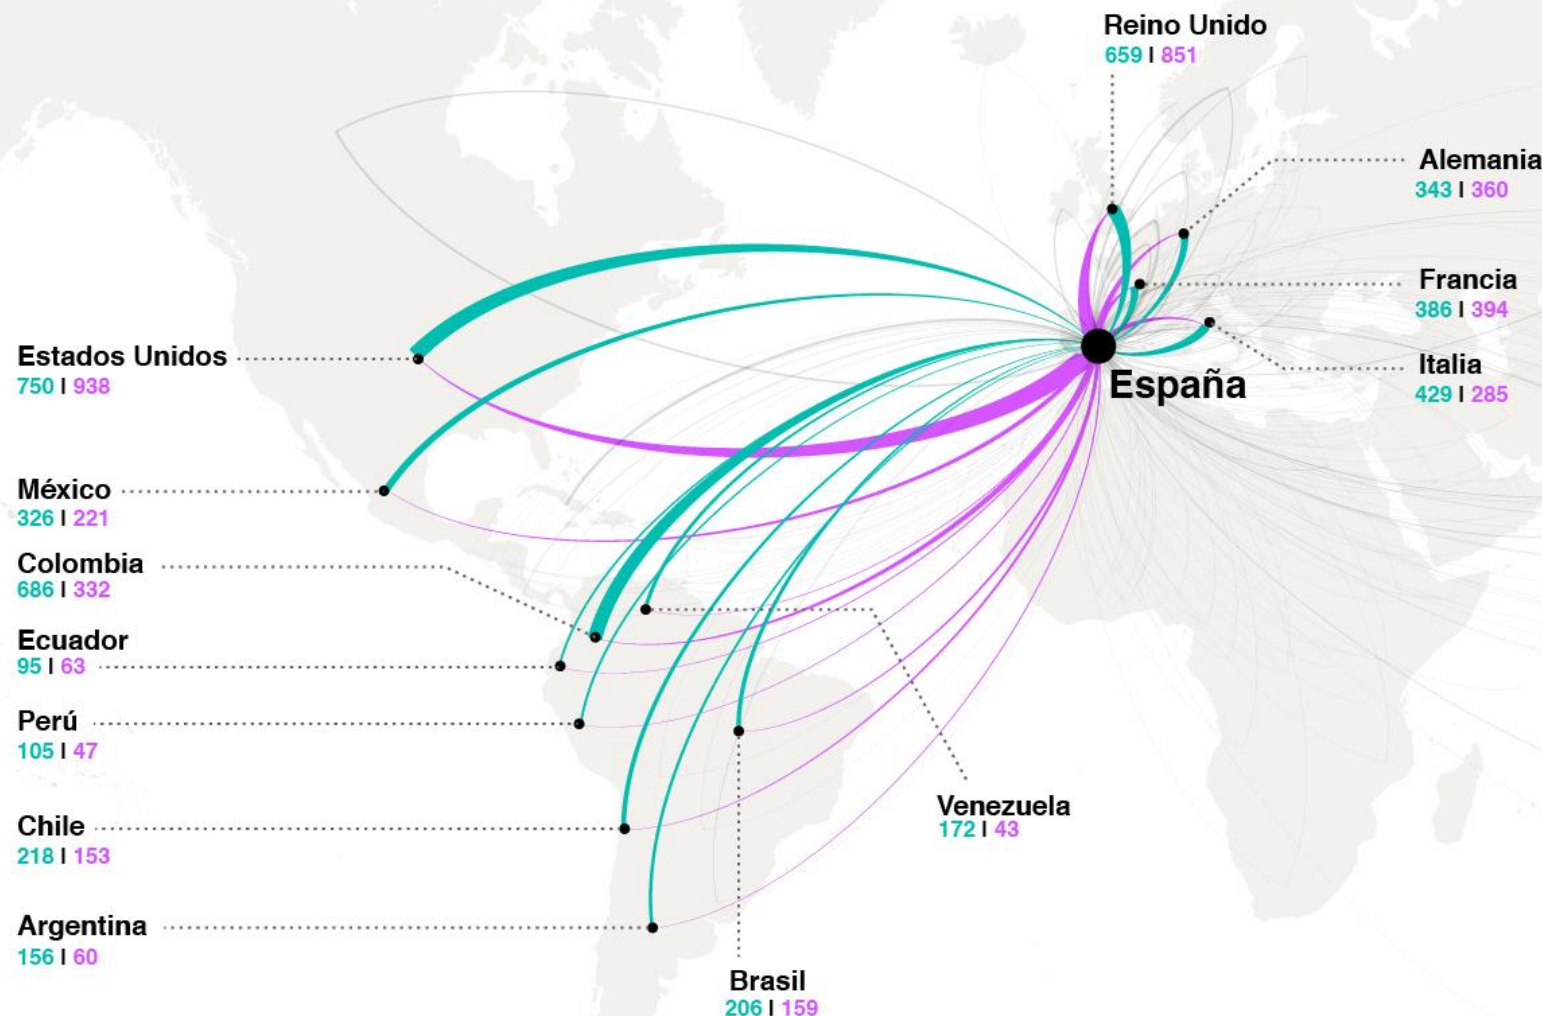 Reino Unido
659 | 851
Alemania
343 | 360
Francia
386 | 394
Italia
429 | 285
España
Estados Unidos
750 | 938
México
326 | 221
Colombia
686 | 332
Ecuador
95 | 63
Perú
105 | 47
Chile
218 | 153
Argentina
156 | 60
Venezuela
172 | 43
Brasil
206 | 159